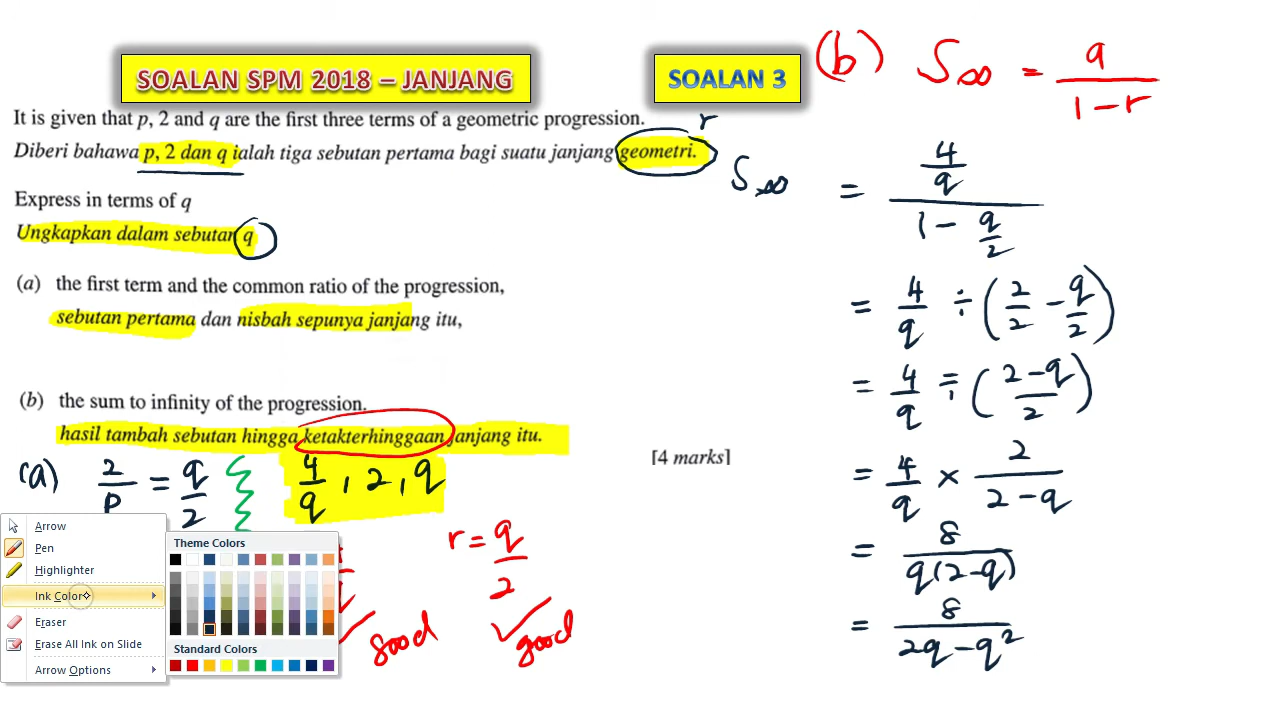 SOALAN SPM 2018 – JANJANG
SOALAN 3
It is given that p, 2 and q are the first three terms of a geometric progression.
r
Diberi bahawa p, 2 dan q ialah tiga sebutan pertama bagi suatu janjang geometri.
Express in terms of q
Ungkapkan dalam sebutan q
(a) the first term and the common ratio of the progression,
sebutan pertama dan nisbah sepunya janjang itu,
(b) the sum to infinity of the progression.
hasil tambah sebutan hingga ketakterhinggaan janjang itu.
[4 marks]
(a) 2/p = q/2
4/q , 2, q
r = q/2
good
good
Arrow
Pen
Highlighter
Ink Color
Eraser
Erase All Ink on Slide
Arrow Options
Theme Colors
Standard Colors
(b) S∞ = a/(1 – r)
S∞ = (4/q)/(1 – q/2)
= 4/q ÷ (2/2 – q/2)
= 4/q ÷ ((2 – q)/2)
= 4/q × 2/(2 – q)
= 8/(q(2 – q))
= 8/(2q – q²)